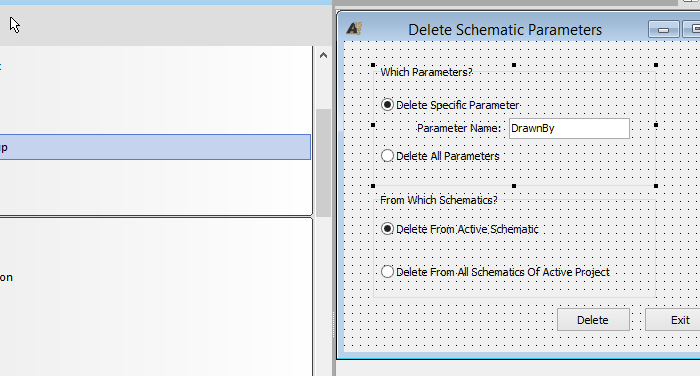 Delete Schematic Parameters
Which Parameters?
Delete Specific Parameter
Parameter Name: DrawnBy
Delete All Parameters
From Which Schematics?
Delete From Active Schematic
Delete From All Schematics Of Active Project
Delete Exit